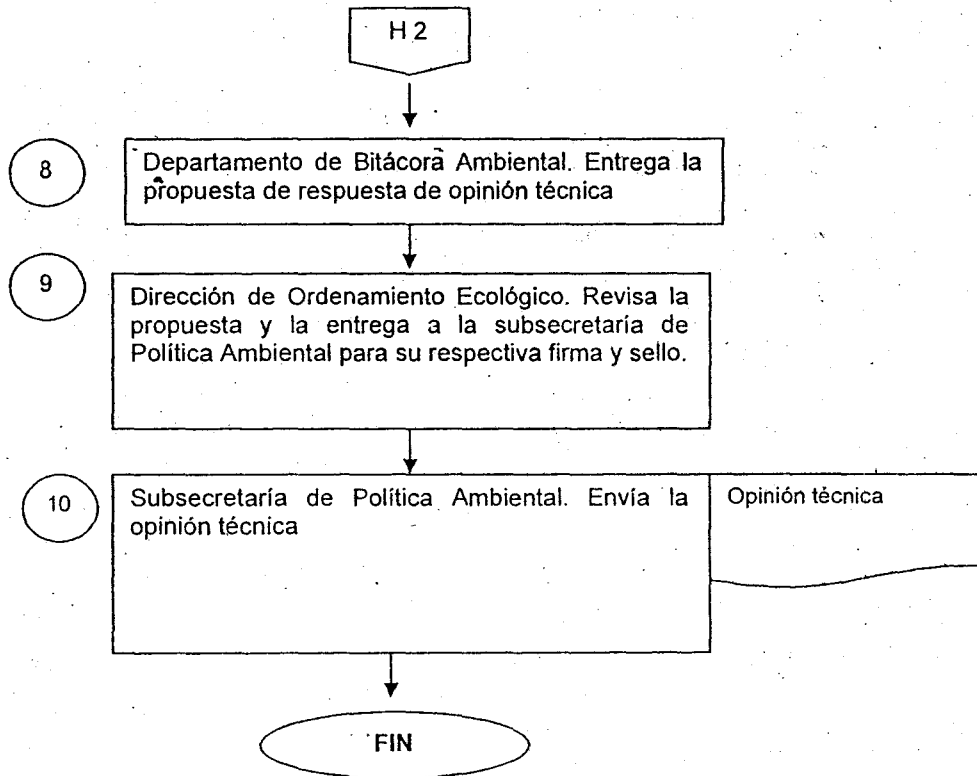 H 2
8
Departamento de Bitácora Ambiental. Entrega la
propuesta de respuesta de opinión técnica
9
Dirección de Ordenamiento Ecológico. Revisa la
propuesta y la entrega a la subsecretaría de
Política Ambiental para su respectiva firma y sello.
10
Subsecretaría de Política Ambiental. Envía la
opinión técnica
Opinión técnica
FIN